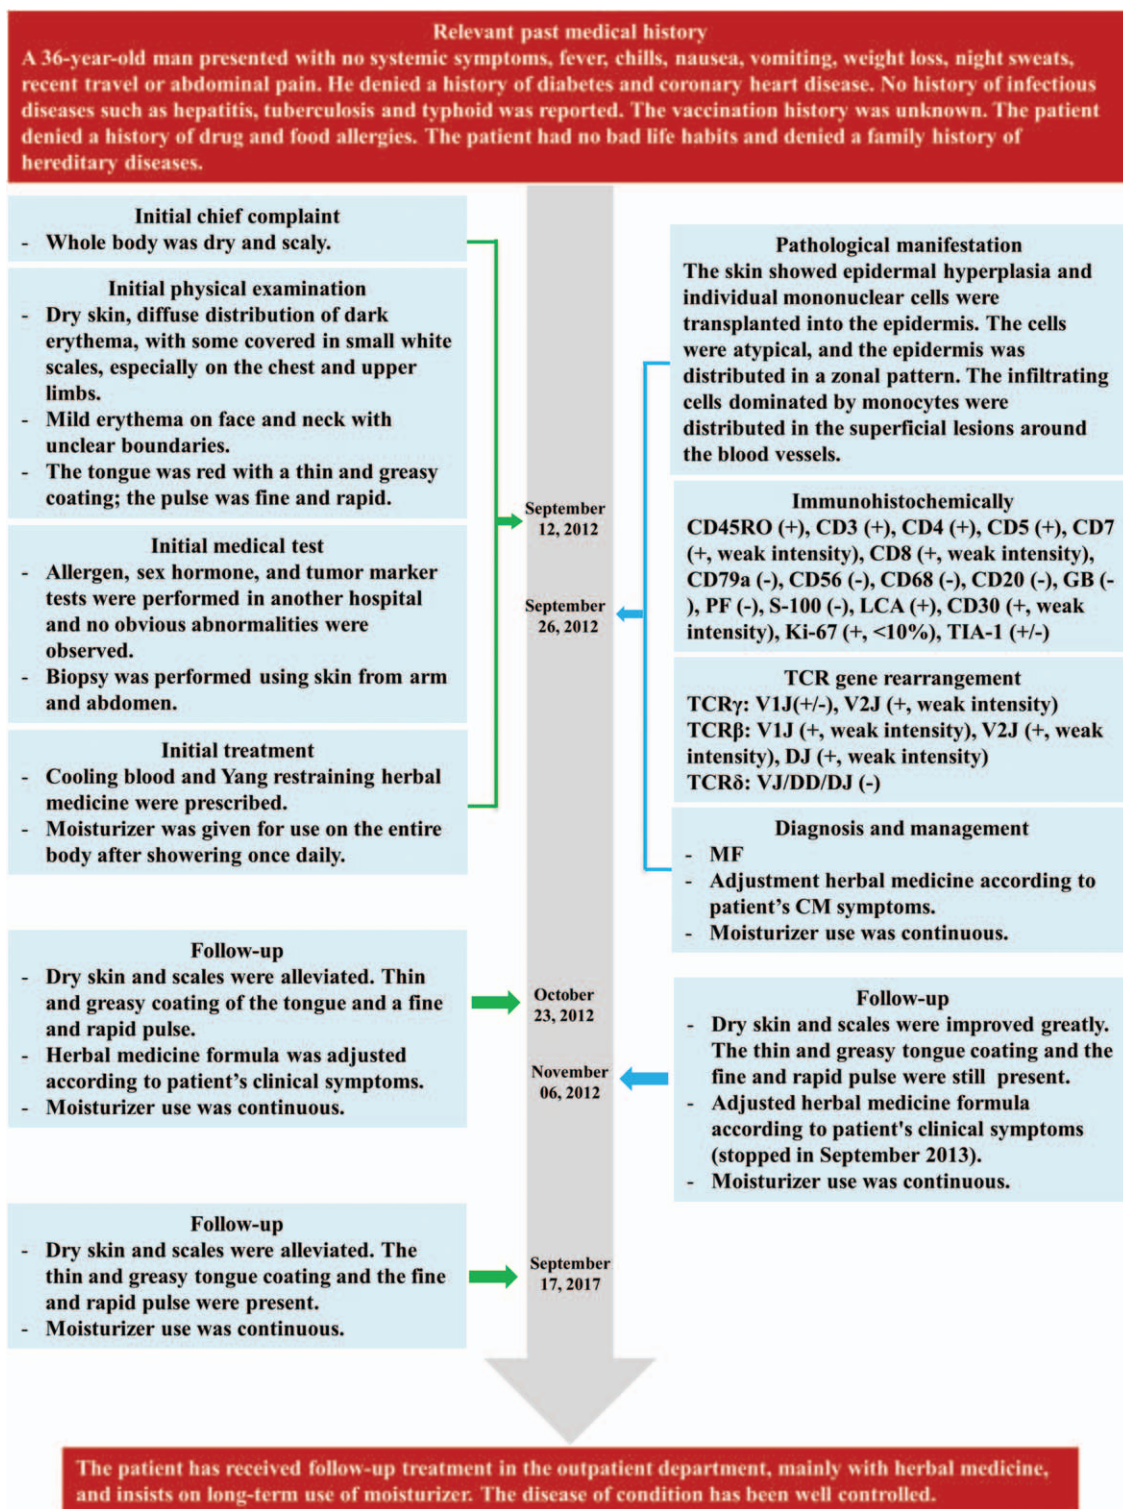 Relevant past medical history
A 36-year-old man presented with no systemic symptoms, fever, chills, nausea, vomiting, weight loss, night sweats,
recent travel or abdominal pain. He denied a history of diabetes and coronary heart disease. No history of infectious
diseases such as hepatitis, tuberculosis and typhoid was reported. The vaccination history was unknown. The patient
denied a history of drug and food allergies. The patient had no bad life habits and denied a family history of
hereditary diseases.
Initial chief complaint
- Whole body was dry and scaly.
Initial physical examination
- Dry skin, diffuse distribution of dark
erythema, with some covered in small white
scales, especially on the chest and upper
limbs.
- Mild erythema on face and neck with
unclear boundaries.
- The tongue was red with a thin and greasy
coating; the pulse was fine and rapid.
Initial medical test
- Allergen, sex hormone, and tumor marker
tests were performed in another hospital
and no obvious abnormalities were
observed.
- Biopsy was performed using skin from arm
and abdomen.
Initial treatment
- Cooling blood and Yang restraining herbal
medicine were prescribed.
- Moisturizer was given for use on the entire
body after showering once daily.
September
12, 2012
September
26, 2012
Pathological manifestation
The skin showed epidermal hyperplasia and
individual mononuclear cells were
transplanted into the epidermis. The cells
were atypical, and the epidermis was
distributed in a zonal pattern. The infiltrating
cells dominated by monocytes were
distributed in the superficial lesions around
the blood vessels.
Immunohistochemically
CD45RO (+), CD3 (+), CD4 (+), CD5 (+), CD7
(+, weak intensity), CD8 (+, weak intensity),
CD79a (-), CD56 (-), CD68 (-), CD20 (-), GB (-
), PF (-), S-100 (-), LCA (+), CD30 (+, weak
intensity), Ki-67 (+, <10%), TIA-1 (+/-)
TCR gene rearrangement
TCRγ: V1J(+/-), V2J (+, weak intensity)
TCRβ: V1J (+, weak intensity), V2J (+, weak
intensity), DJ (+, weak intensity)
TCRδ: VJ/DD/DJ (-)
Diagnosis and management
- MF
- Adjustment herbal medicine according to
patient’s CM symptoms.
- Moisturizer use was continuous.
Follow-up
- Dry skin and scales were alleviated. Thin
and greasy coating of the tongue and a fine
and rapid pulse.
- Herbal medicine formula was adjusted
according to patient’s clinical symptoms.
- Moisturizer use was continuous.
October
23, 2012
November
06, 2012
Follow-up
- Dry skin and scales were improved greatly.
The thin and greasy tongue coating and the
fine and rapid pulse were still present.
- Adjusted herbal medicine formula
according to patient's clinical symptoms
(stopped in September 2013).
- Moisturizer use was continuous.
Follow-up
- Dry skin and scales were alleviated. The
thin and greasy tongue coating and the fine
and rapid pulse were present.
- Moisturizer use was continuous.
September
17, 2017
The patient has received follow-up treatment in the outpatient department, mainly with herbal medicine,
and insists on long-term use of moisturizer. The disease of condition has been well controlled.